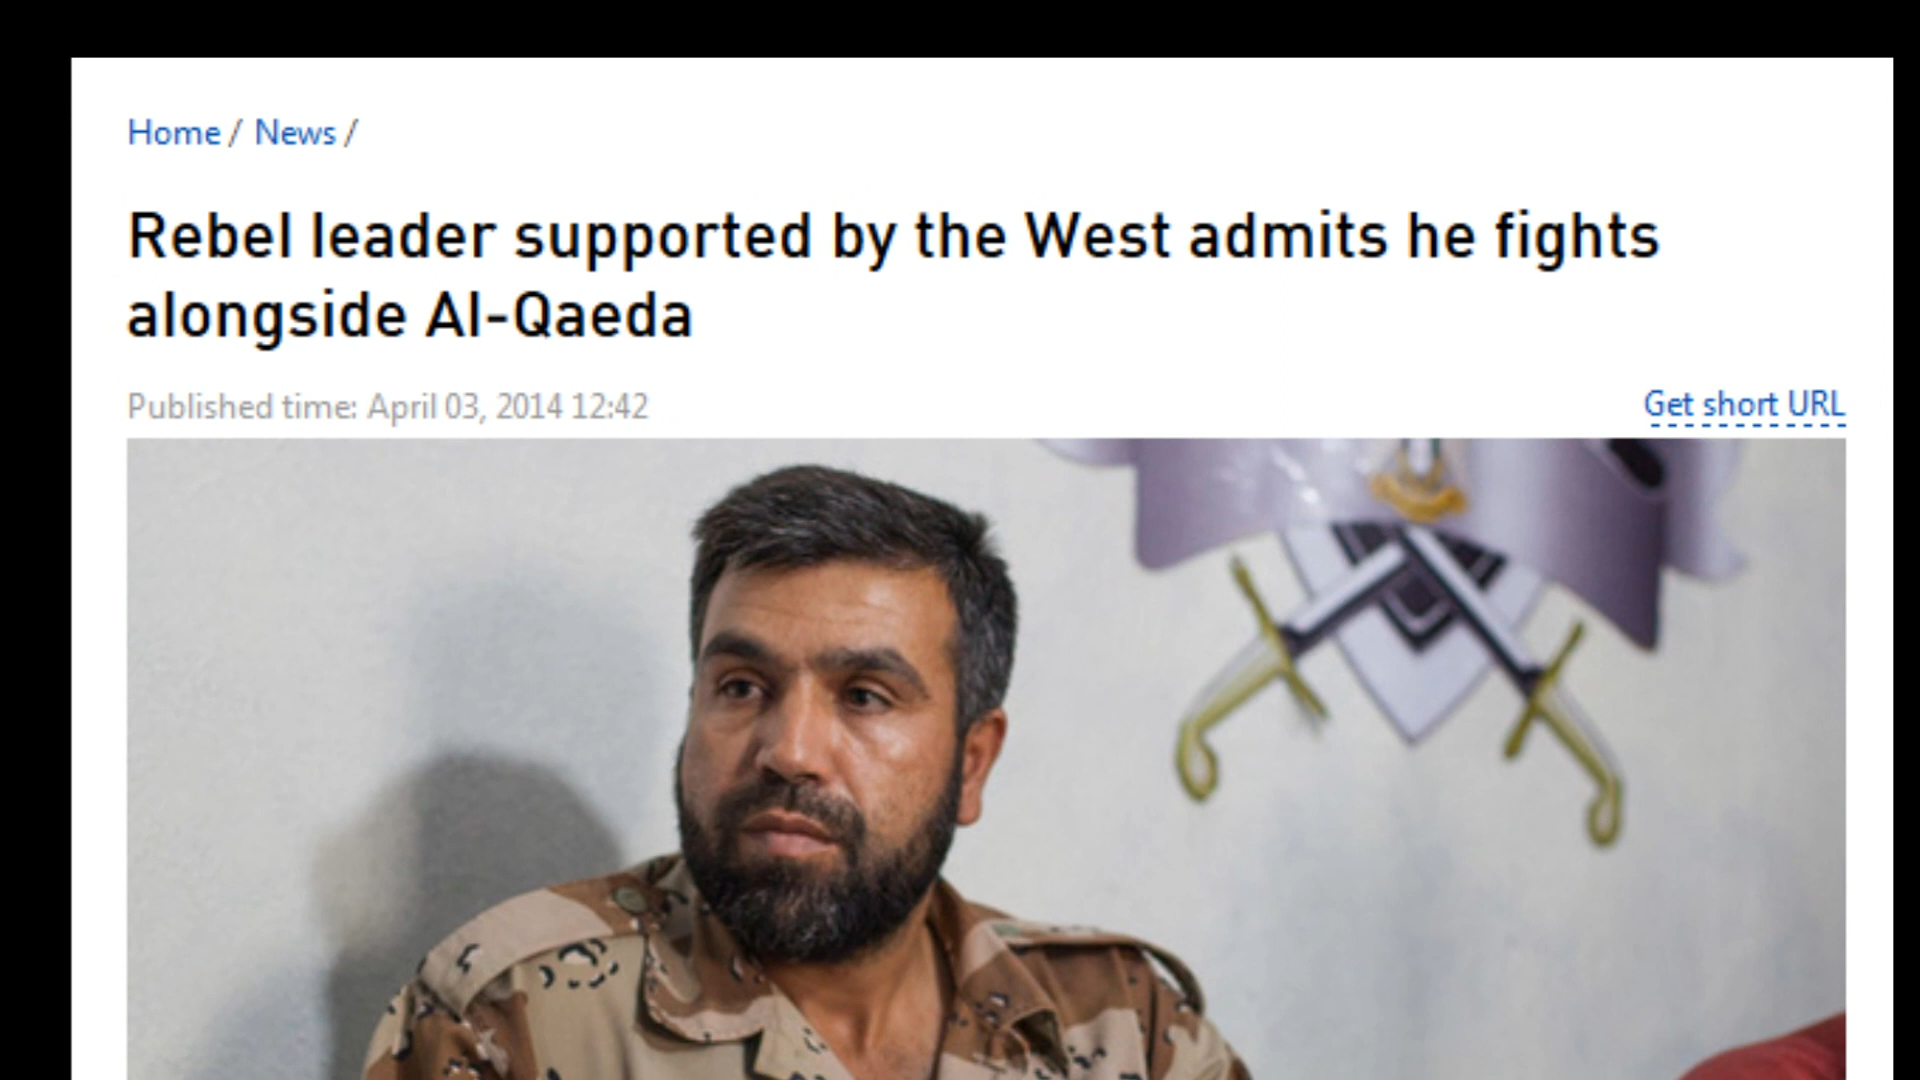 Home / News /
Rebel leader supported by the West admits he fights
alongside Al-Qaeda
Published time: April 03, 2014 12:42
Get short URL